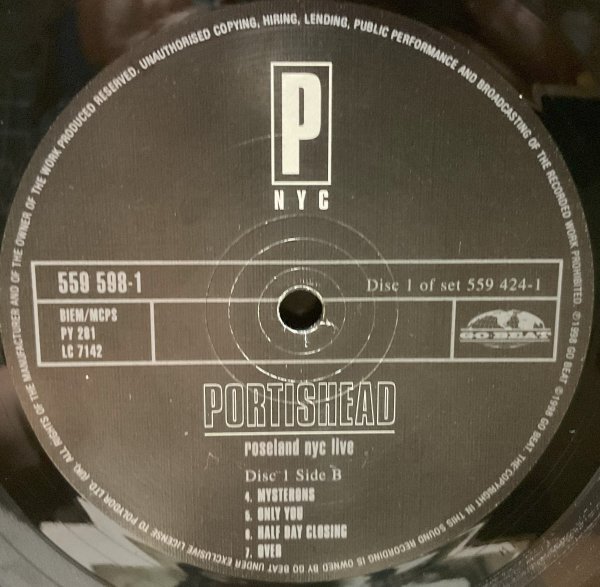 ALL RIGHTS OF THE MANUFACTURER AND OF THE OWNER OF THE WORK PRODUCED RESERVED. UNAUTHORISED COPYING, HIRING, LENDING, PUBLIC PERFORMANCE AND BROADCASTING OF THE RECORDED WORK PROHIBITED. ℗1998 GO BEAT ©1998 GO BEAT. THE COPYRIGHT IN THIS SOUND RECORDING IS OWNED BY GO BEAT UNDER EXCLUSIVE LICENSE TO POLYDOR LTD. (UK).
P
NYC
559 598-1
Disc 1 of set 559 424-1
BIEM/MCPS
PY 281
LC 7142
GO BEAT
PORTISHEAD
roseland nyc live
Disc 1 Side B
4. MYSTERONS
5. ONLY YOU
6. HALF DAY CLOSING
7. OVER